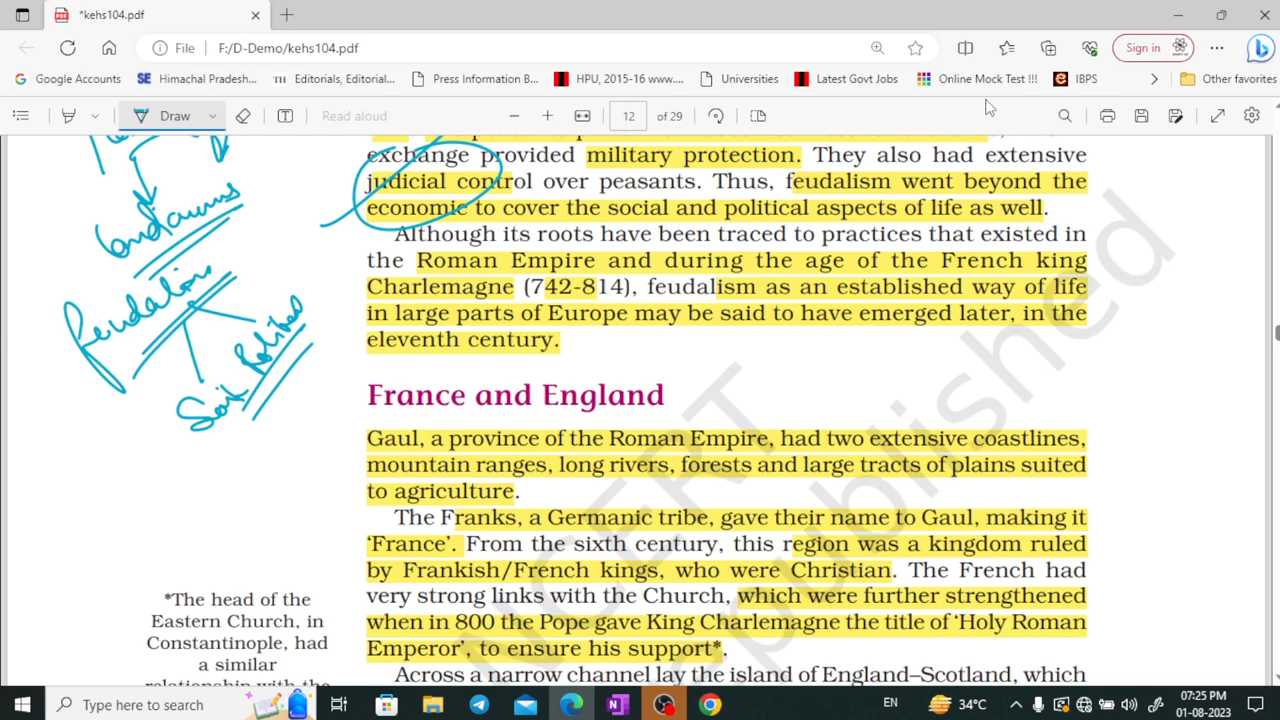 *kehs104.pdf
File F:/D-Demo/kehs104.pdf
Sign in
Google Accounts SE Himachal Pradesh... TH Editorials, Editorial... Press Information B... HPU, 2015-16 www.... Universities Latest Govt Jobs Online Mock Test !!! IBPS Other favorites
Draw Read aloud 12 of 29
exchange provided military protection. They also had extensive
judicial control over peasants. Thus, feudalism went beyond the
economic to cover the social and political aspects of life as well.
Although its roots have been traced to practices that existed in
the Roman Empire and during the age of the French king
Charlemagne (742-814), feudalism as an established way of life
in large parts of Europe may be said to have emerged later, in the
eleventh century.
Feudalism
France and England
Gaul, a province of the Roman Empire, had two extensive coastlines,
mountain ranges, long rivers, forests and large tracts of plains suited
to agriculture.
The Franks, a Germanic tribe, gave their name to Gaul, making it
'France'. From the sixth century, this region was a kingdom ruled
by Frankish/French kings, who were Christian. The French had
very strong links with the Church, which were further strengthened
when in 800 the Pope gave King Charlemagne the title of 'Holy Roman
Emperor', to ensure his support*.
Across a narrow channel lay the island of England–Scotland, which
*The head of the
Eastern Church, in
Constantinople, had
a similar
relationship with the
NCERT
republished
Type here to search
EN 34°C 07:25 PM
01-08-2023